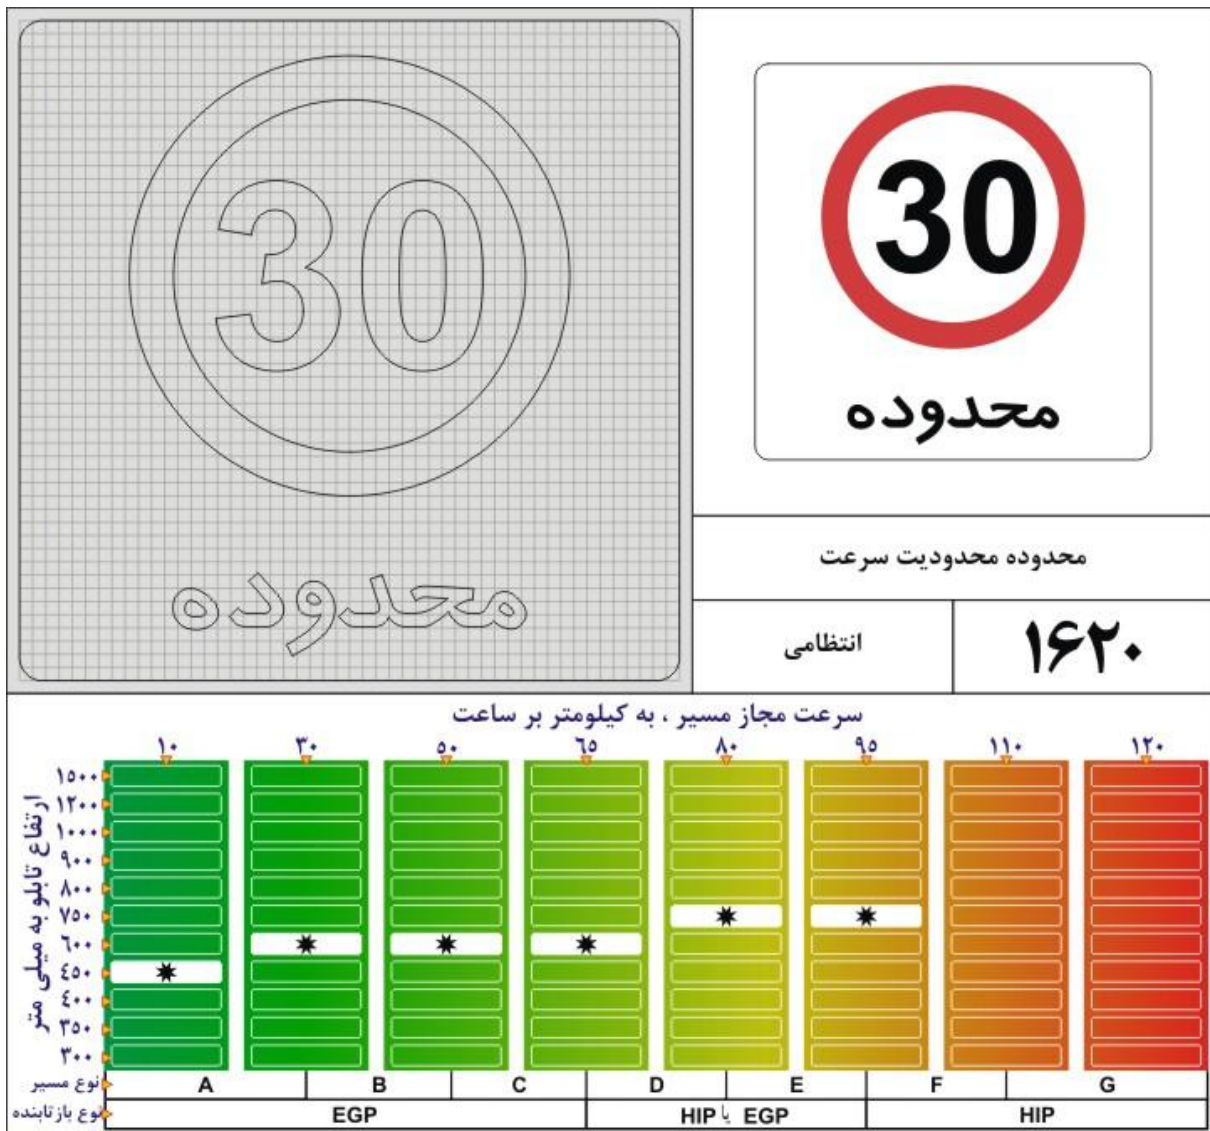 30
محدوده
30
محدوده
محدوده محدودیت سرعت
انتظامی
۱۶۲۰
سرعت مجاز مسیر ، به کیلومتر بر ساعت
۱۰ ۳۰ ۵۰ ۶۵ ۸۰ ۹۵ ۱۱۰ ۱۲۰
ارتفاع تابلو به میلی متر
۱۵۰۰
۱۲۰۰
۱۰۰۰
۹۰۰
۸۰۰
۷۵۰
۶۰۰
٤۵۰
٤۰۰
۳۵۰
۳۰۰
نوع مسیر A B C D E F G
نوع بازتابنده EGP HIP یا EGP HIP